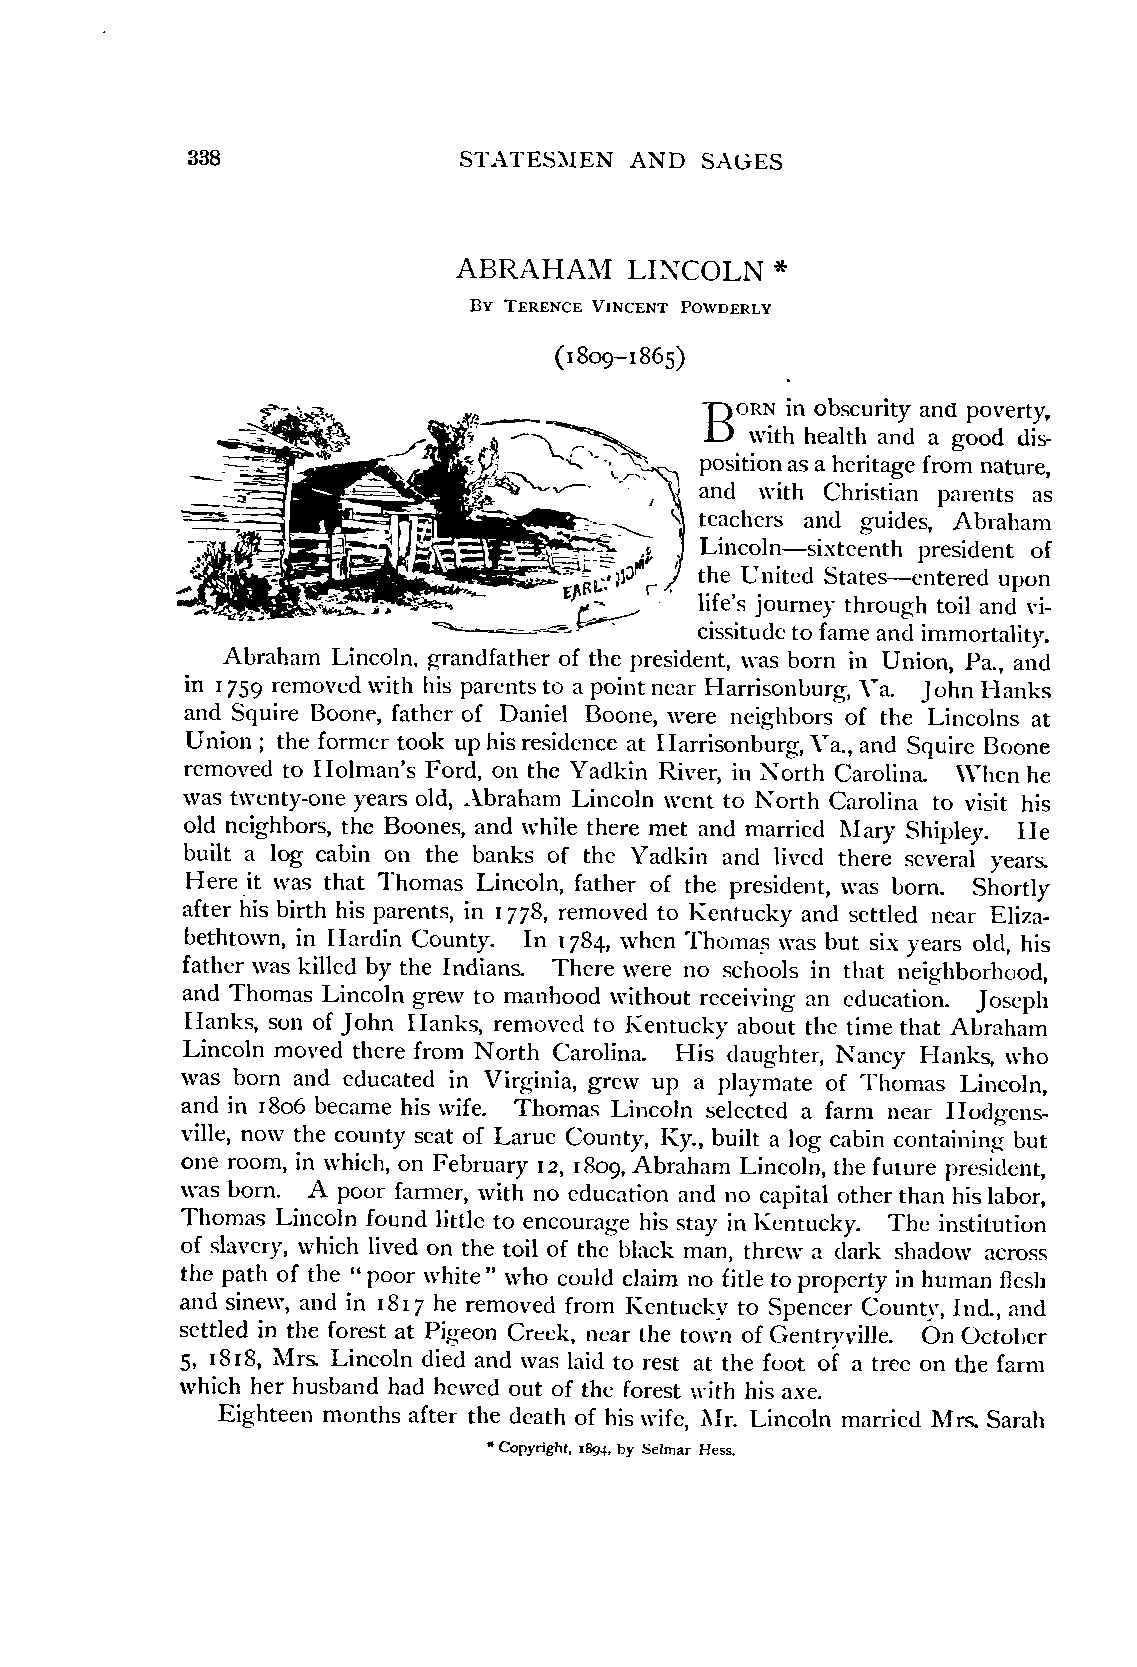 338 STATESMEN AND SAGES
ABRAHAM LINCOLN *
BY TERENCE VINCENT POWDERLY
(1809–1865)
BORN in obscurity and poverty,
with health and a good dis-
position as a heritage from nature,
and with Christian parents as
teachers and guides, Abraham
Lincoln—sixteenth president of
the United States—entered upon
life's journey through toil and vi-
cissitude to fame and immortality.
EARLY HOME
Abraham Lincoln, grandfather of the president, was born in Union, Pa., and
in 1759 removed with his parents to a point near Harrisonburg, Va. John Hanks
and Squire Boone, father of Daniel Boone, were neighbors of the Lincolns at
Union; the former took up his residence at Harrisonburg, Va., and Squire Boone
removed to Holman's Ford, on the Yadkin River, in North Carolina. When he
was twenty-one years old, Abraham Lincoln went to North Carolina to visit his
old neighbors, the Boones, and while there met and married Mary Shipley. He
built a log cabin on the banks of the Yadkin and lived there several years.
Here it was that Thomas Lincoln, father of the president, was born. Shortly
after his birth his parents, in 1778, removed to Kentucky and settled near Eliza-
bethtown, in Hardin County. In 1784, when Thomas was but six years old, his
father was killed by the Indians. There were no schools in that neighborhood,
and Thomas Lincoln grew to manhood without receiving an education. Joseph
Hanks, son of John Hanks, removed to Kentucky about the time that Abraham
Lincoln moved there from North Carolina. His daughter, Nancy Hanks, who
was born and educated in Virginia, grew up a playmate of Thomas Lincoln,
and in 1806 became his wife. Thomas Lincoln selected a farm near Hodgens-
ville, now the county seat of Larue County, Ky., built a log cabin containing but
one room, in which, on February 12, 1809, Abraham Lincoln, the future president,
was born. A poor farmer, with no education and no capital other than his labor,
Thomas Lincoln found little to encourage his stay in Kentucky. The institution
of slavery, which lived on the toil of the black man, threw a dark shadow across
the path of the "poor white" who could claim no title to property in human flesh
and sinew, and in 1817 he removed from Kentucky to Spencer County, Ind., and
settled in the forest at Pigeon Creek, near the town of Gentryville. On October
5, 1818, Mrs. Lincoln died and was laid to rest at the foot of a tree on the farm
which her husband had hewed out of the forest with his axe.
Eighteen months after the death of his wife, Mr. Lincoln married Mrs. Sarah
* Copyright, 1894, by Selmar Hess.